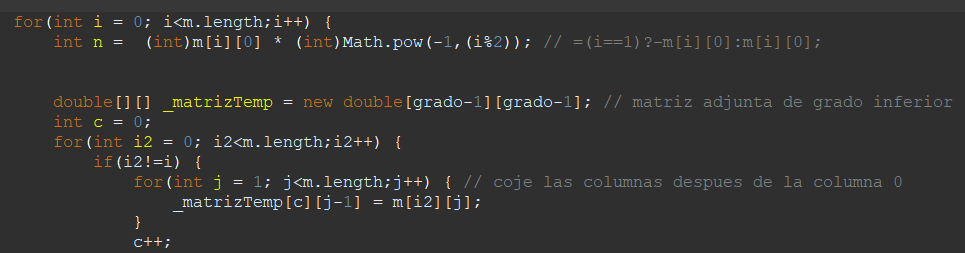 for(int i = 0; i<m.length;i++) {
int n =  (int)m[i][0] * (int)Math.pow(-1,(i%2)); // =(i==1)?-m[i][0]:m[i][0];
double[][] _matrizTemp = new double[grado-1][grado-1]; // matriz adjunta de grado inferior
int c = 0;
for(int i2 = 0; i2<m.length;i2++) {
if(i2!=i) {
for(int j = 1; j<m.length;j++) { // coje las columnas despues de la columna 0
_matrizTemp[c][j-1] = m[i2][j];
}
c++;